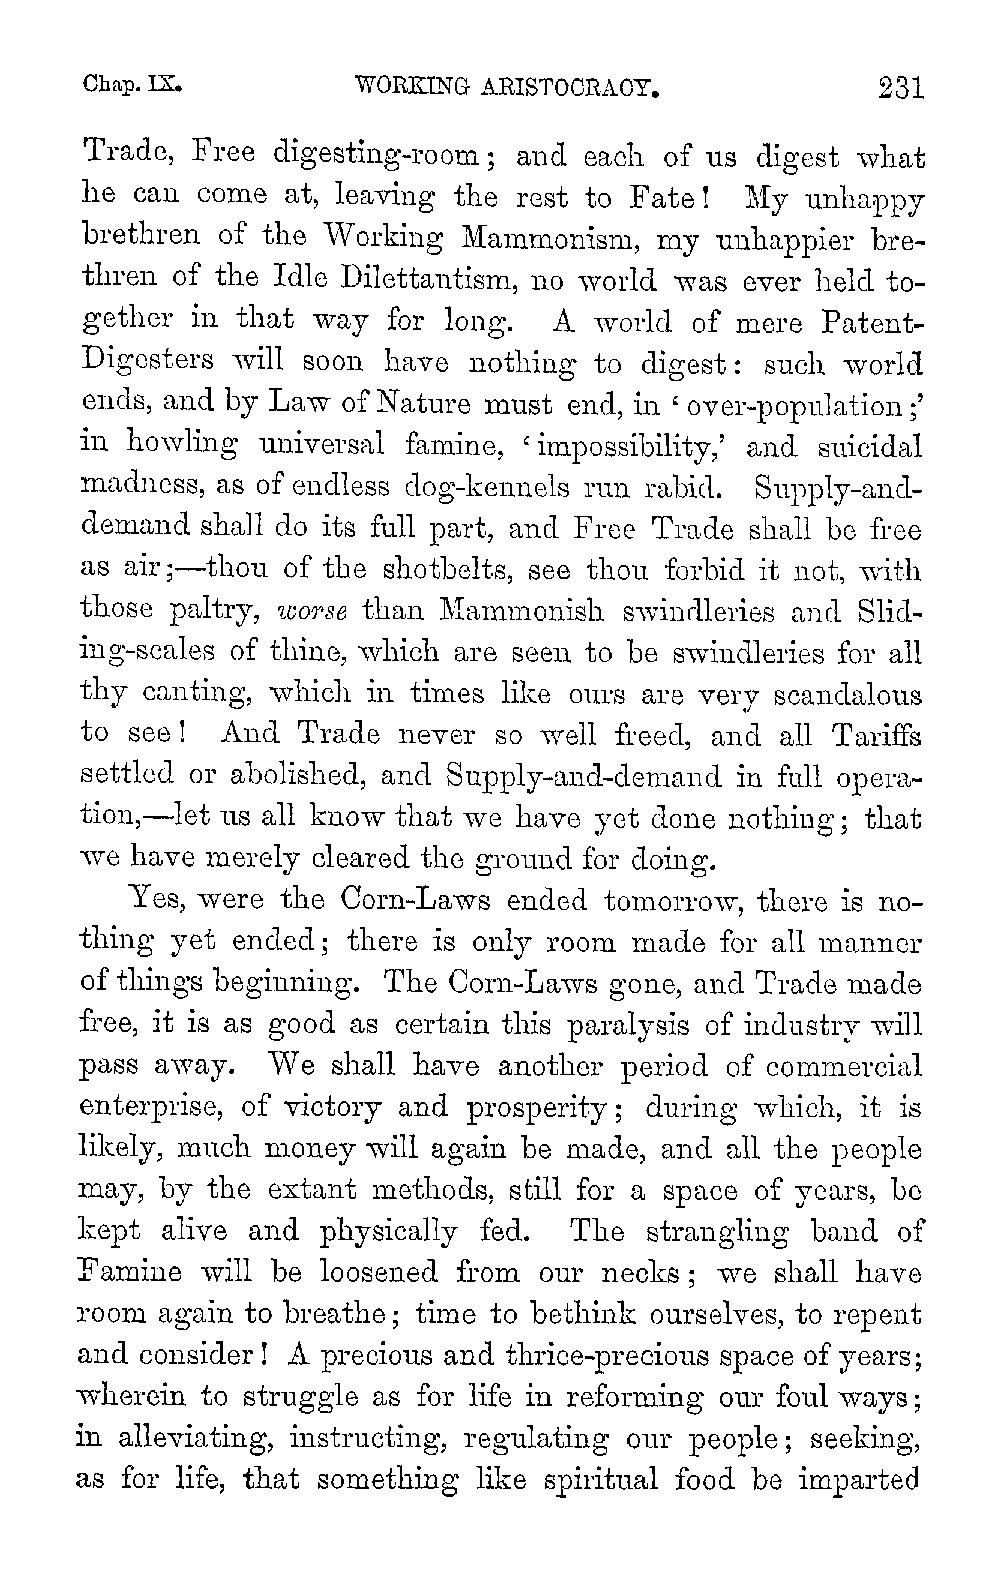 Chap. IX. WORKING ARISTOCRACY. 231
Trade, Free digesting-room; and each of us digest what
he can come at, leaving the rest to Fate! My unhappy
brethren of the Working Mammonism, my unhappier bre-
thren of the Idle Dilettantism, no world was ever held to-
gether in that way for long. A world of mere Patent-
Digesters will soon have nothing to digest: such world
ends, and by Law of Nature must end, in ‘over-population;’
in howling universal famine, ‘impossibility,’ and suicidal
madness, as of endless dog-kennels run rabid. Supply-and-
demand shall do its full part, and Free Trade shall be free
as air;—thou of the shotbelts, see thou forbid it not, with
those paltry, worse than Mammonish swindleries and Slid-
ing-scales of thine, which are seen to be swindleries for all
thy canting, which in times like ours are very scandalous
to see! And Trade never so well freed, and all Tariffs
settled or abolished, and Supply-and-demand in full opera-
tion,—let us all know that we have yet done nothing; that
we have merely cleared the ground for doing.
Yes, were the Corn-Laws ended tomorrow, there is no-
thing yet ended; there is only room made for all manner
of things beginning. The Corn-Laws gone, and Trade made
free, it is as good as certain this paralysis of industry will
pass away. We shall have another period of commercial
enterprise, of victory and prosperity; during which, it is
likely, much money will again be made, and all the people
may, by the extant methods, still for a space of years, be
kept alive and physically fed. The strangling band of
Famine will be loosened from our necks; we shall have
room again to breathe; time to bethink ourselves, to repent
and consider! A precious and thrice-precious space of years;
wherein to struggle as for life in reforming our foul ways;
in alleviating, instructing, regulating our people; seeking,
as for life, that something like spiritual food be imparted